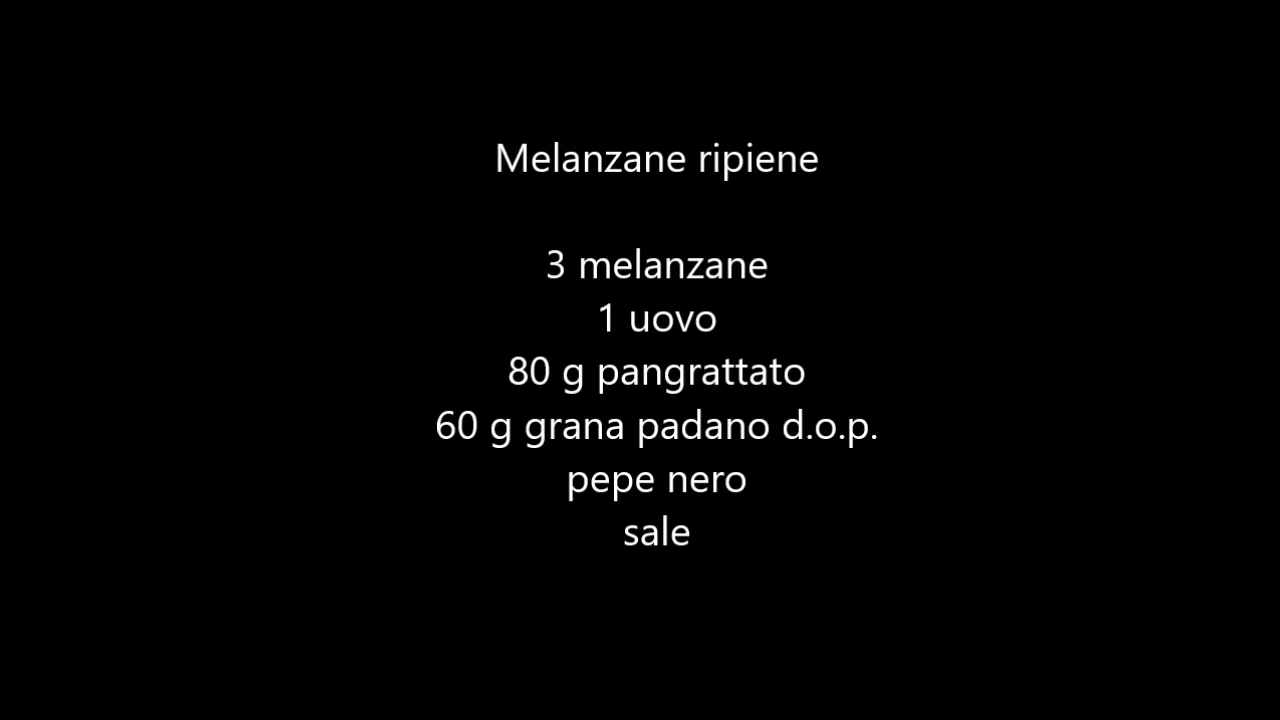 Melanzane ripiene
3 melanzane
1 uovo
80 g pangrattato
60 g grana padano d.o.p.
pepe nero
sale